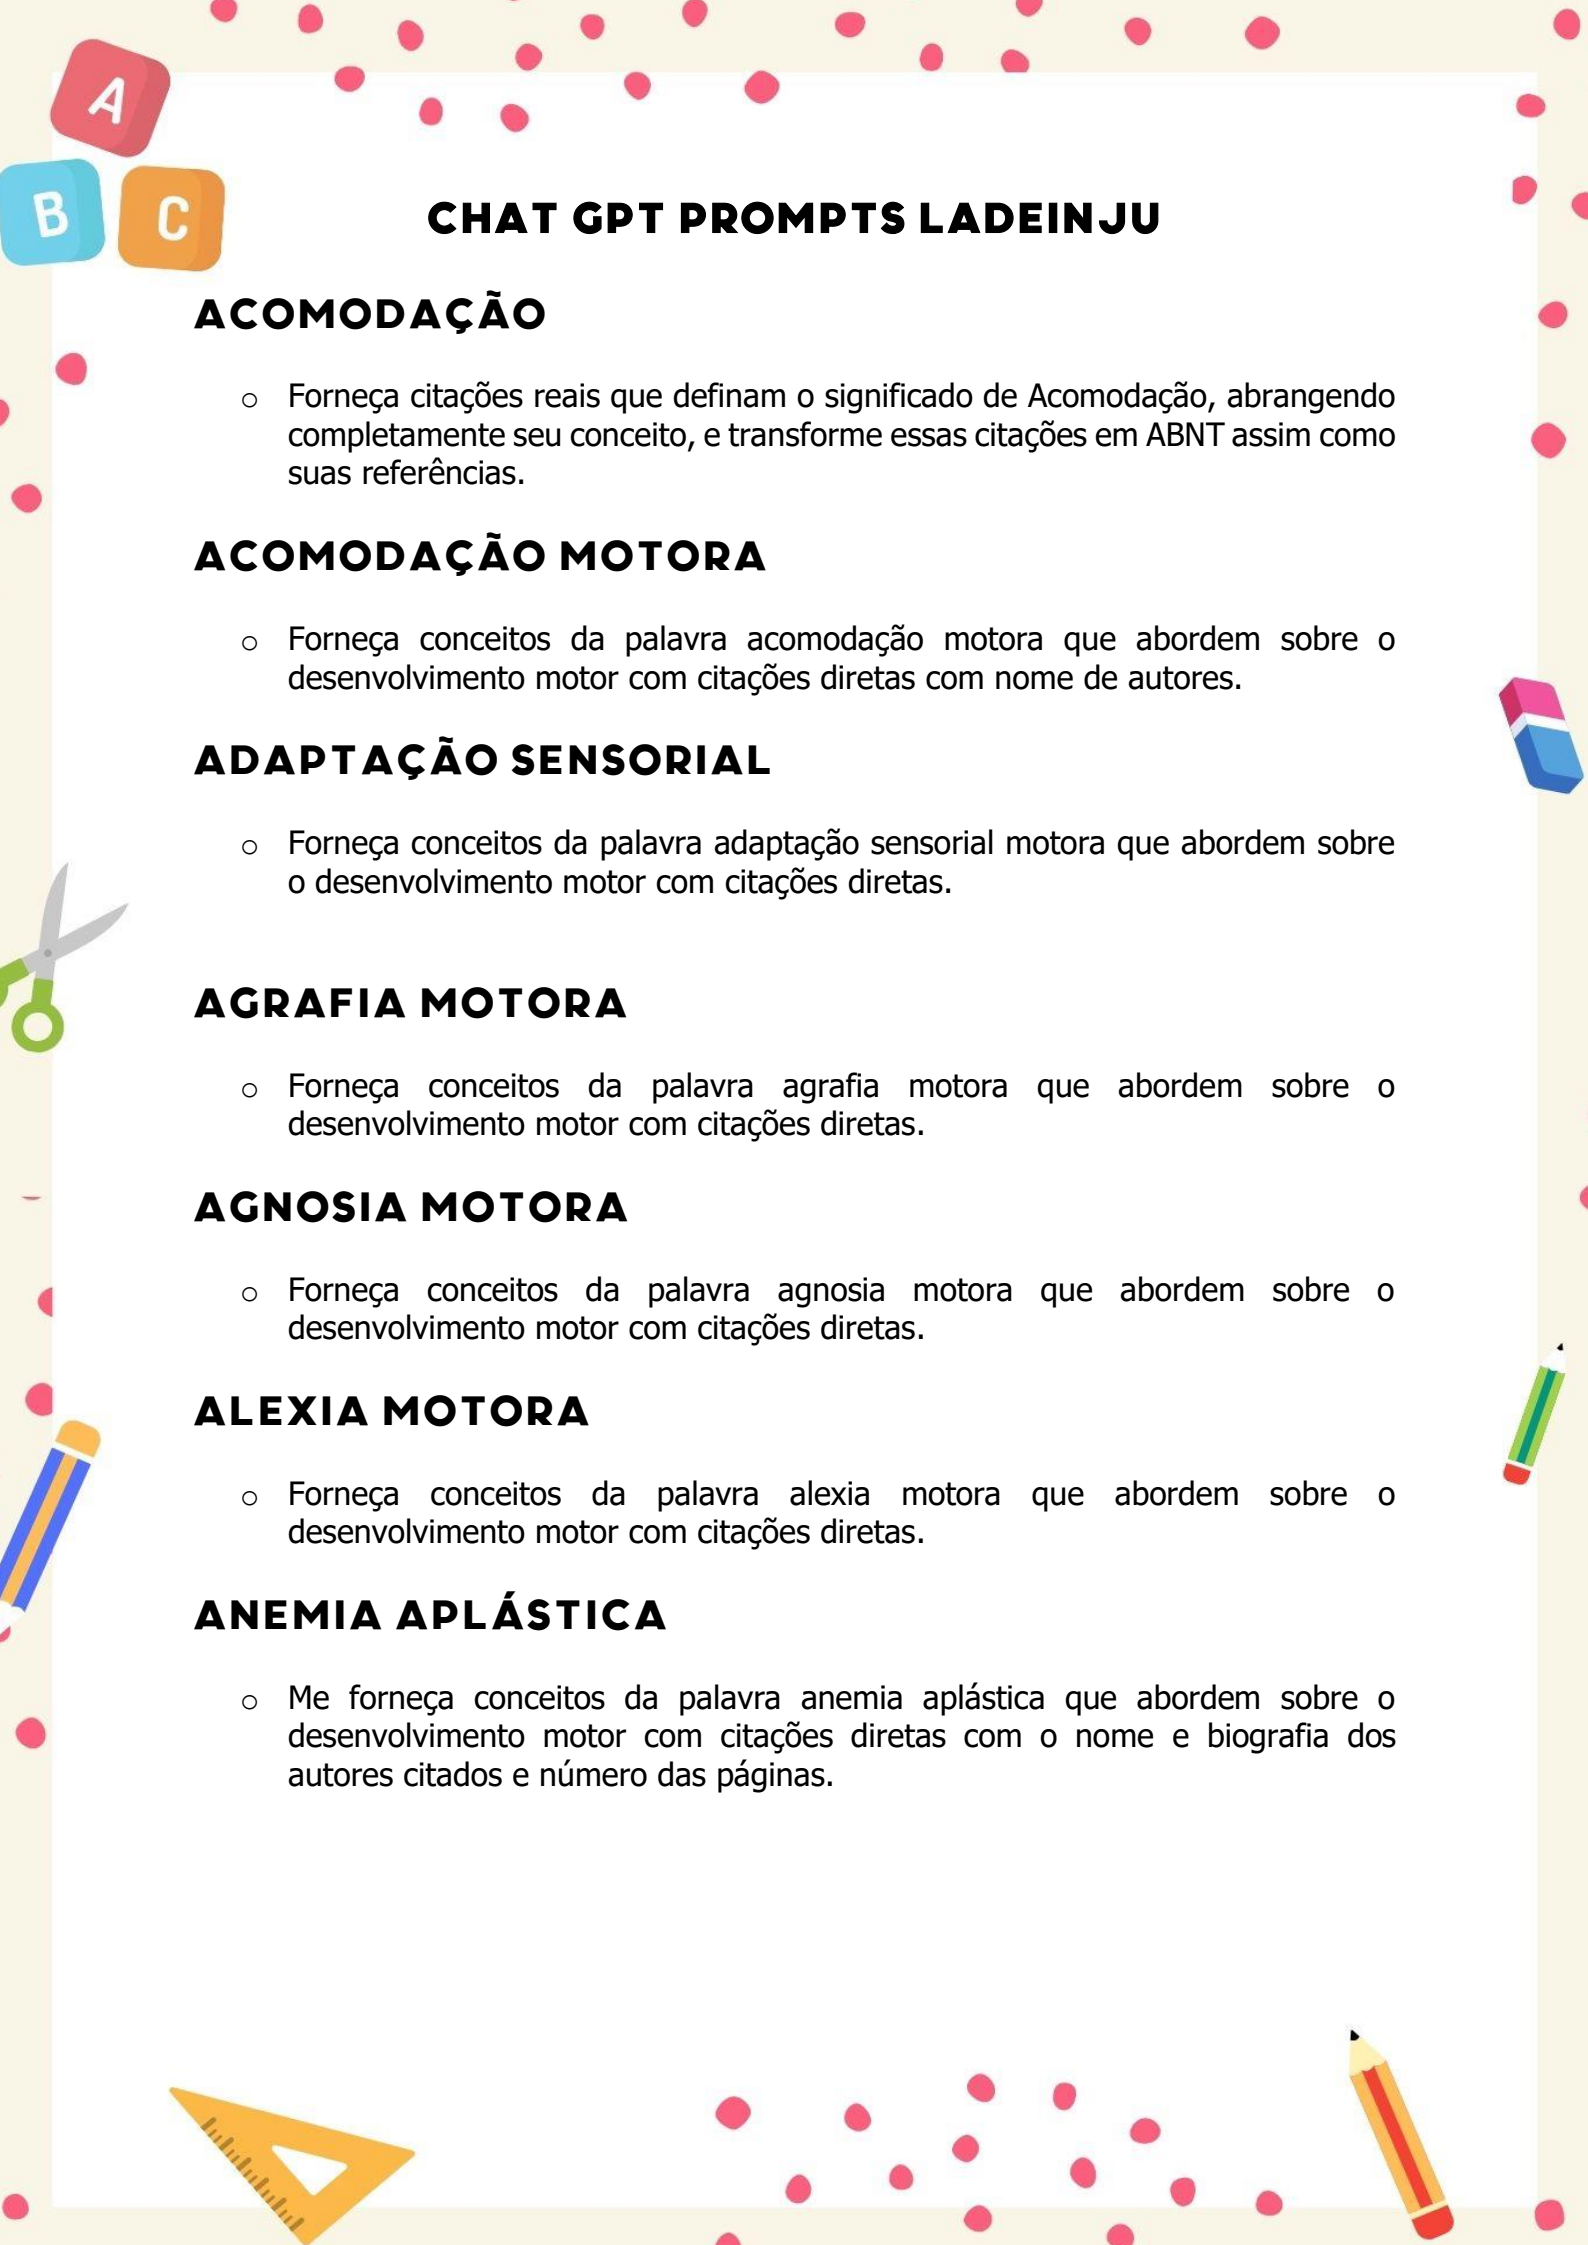 A
B
C
CHAT GPT PROMPTS LADEINJU
ACOMODAÇÃO
o Forneça citações reais que definam o significado de Acomodação, abrangendo
completamente seu conceito, e transforme essas citações em ABNT assim como
suas referências.
ACOMODAÇÃO MOTORA
o Forneça conceitos da palavra acomodação motora que abordem sobre o
desenvolvimento motor com citações diretas com nome de autores.
ADAPTAÇÃO SENSORIAL
o Forneça conceitos da palavra adaptação sensorial motora que abordem sobre
o desenvolvimento motor com citações diretas.
AGRAFIA MOTORA
o Forneça conceitos da palavra agrafia motora que abordem sobre o
desenvolvimento motor com citações diretas.
AGNOSIA MOTORA
o Forneça conceitos da palavra agnosia motora que abordem sobre o
desenvolvimento motor com citações diretas.
ALEXIA MOTORA
o Forneça conceitos da palavra alexia motora que abordem sobre o
desenvolvimento motor com citações diretas.
ANEMIA APLÁSTICA
o Me forneça conceitos da palavra anemia aplástica que abordem sobre o
desenvolvimento motor com citações diretas com o nome e biografia dos
autores citados e número das páginas.